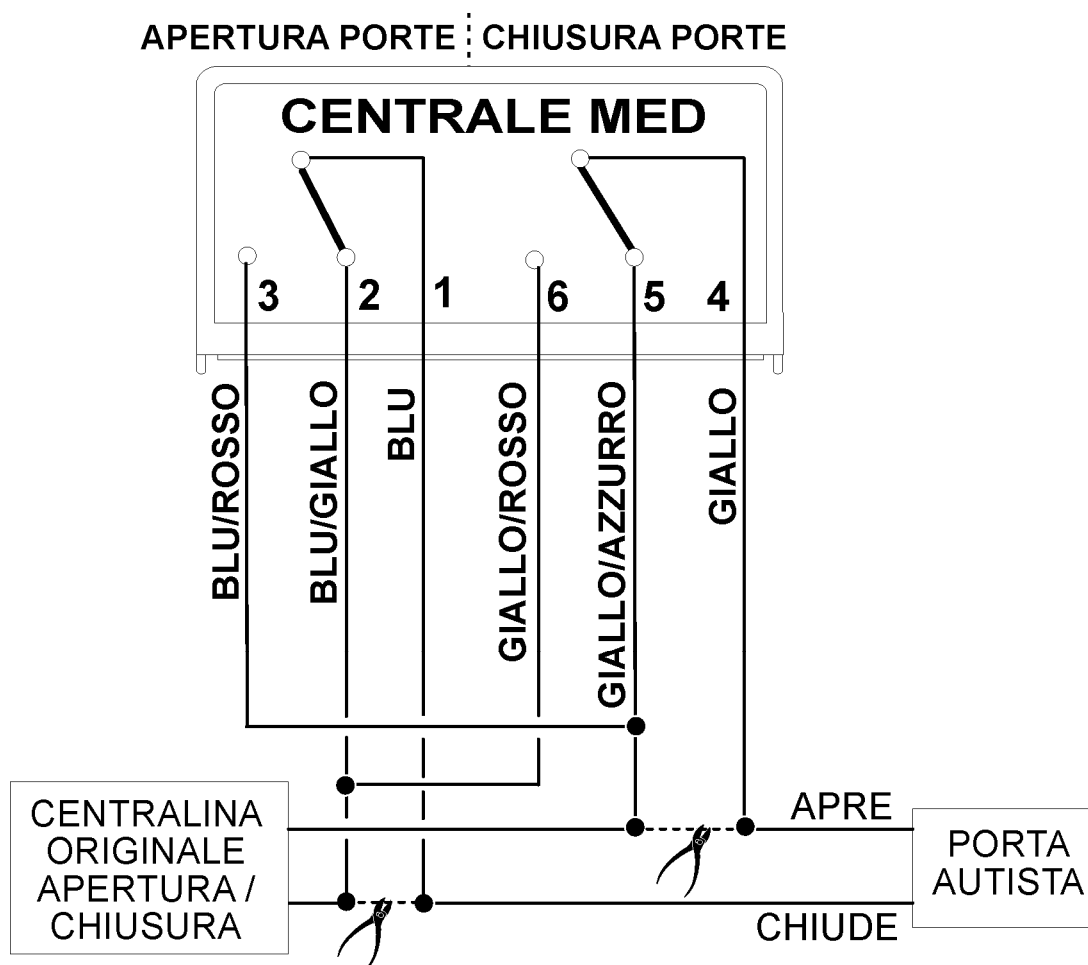 APERTURA PORTE
CHIUSURA PORTE
CENTRALE MED
3
2
1
6
5
4
BLU/ROSSO
BLU/GIALLO
BLU
GIALLO/ROSSO
GIALLO/AZZURRO
GIALLO
CENTRALINA
ORIGINALE
APERTURA /
CHIUSURA
APRE
CHIUDE
PORTA
AUTISTA